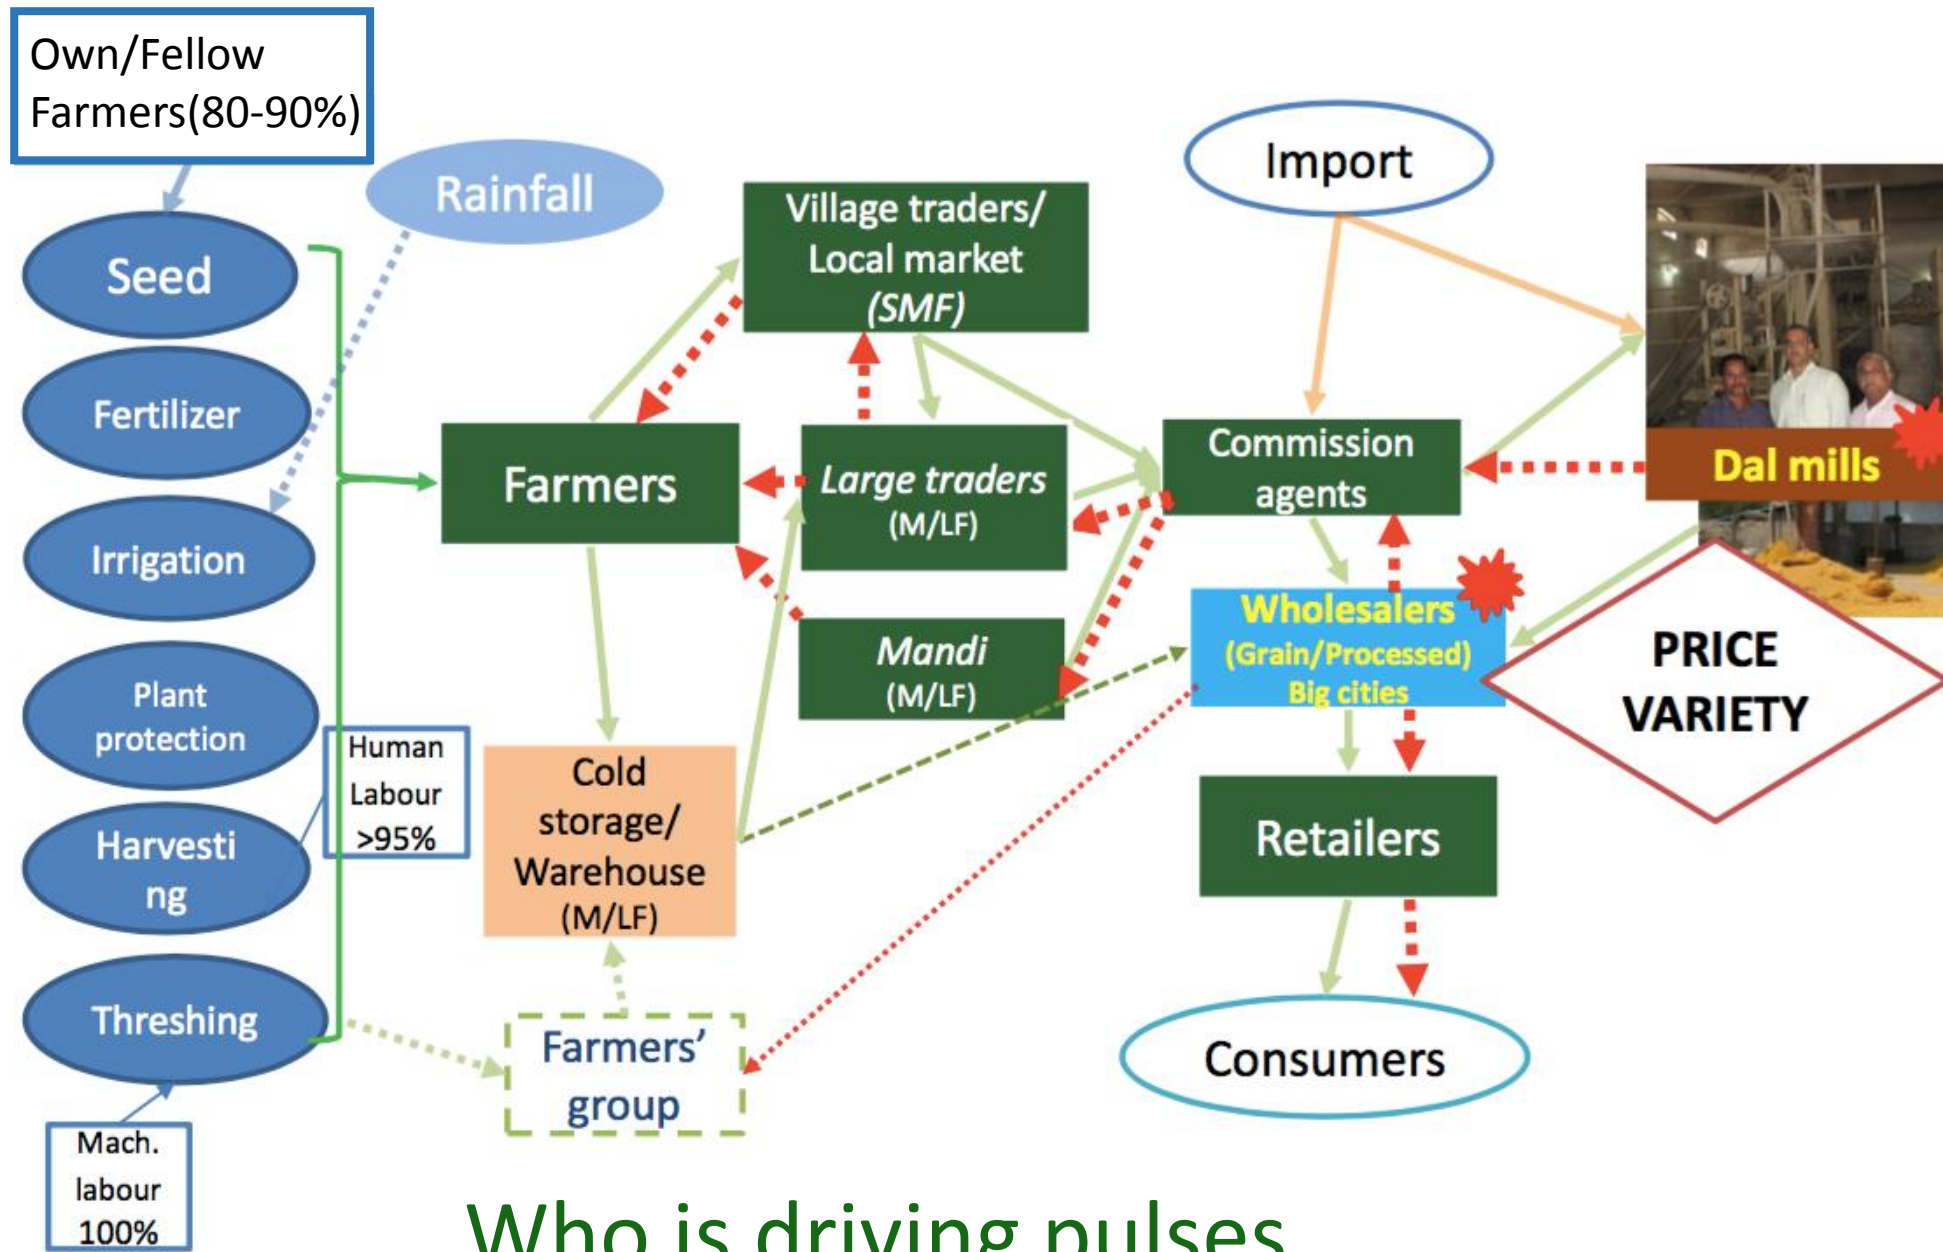 Own/Fellow
Farmers(80-90%)
Rainfall
Seed
Fertilizer
Irrigation
Plant
protection
Harvesti
ng
Threshing
Human
Labour
>95%
Mach.
labour
100%
Farmers
Village traders/
Local market
(SMF)
Large traders
(M/LF)
Mandi
(M/LF)
Cold
storage/
Warehouse
(M/LF)
Farmers’
group
Import
Commission
agents
Dal mills
Wholesalers
(Grain/Processed)
Big cities
PRICE
VARIETY
Retailers
Consumers
Who is driving pulses